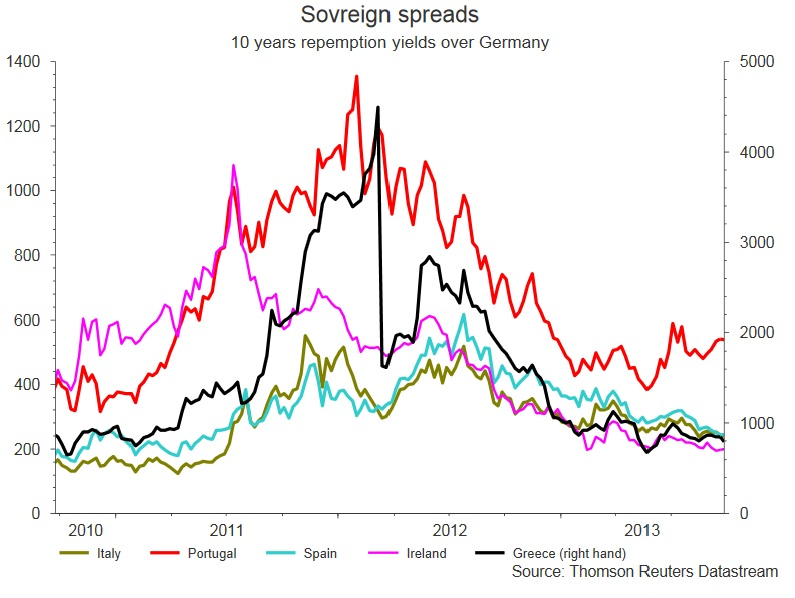 Sovreign spreads
10 years repemption yields over Germany
1400
1200
1000
800
600
400
200
0
5000
4000
3000
2000
1000
0
2010 2011 2012 2013
Italy Portugal Spain Ireland Greece (right hand)
Source: Thomson Reuters Datastream